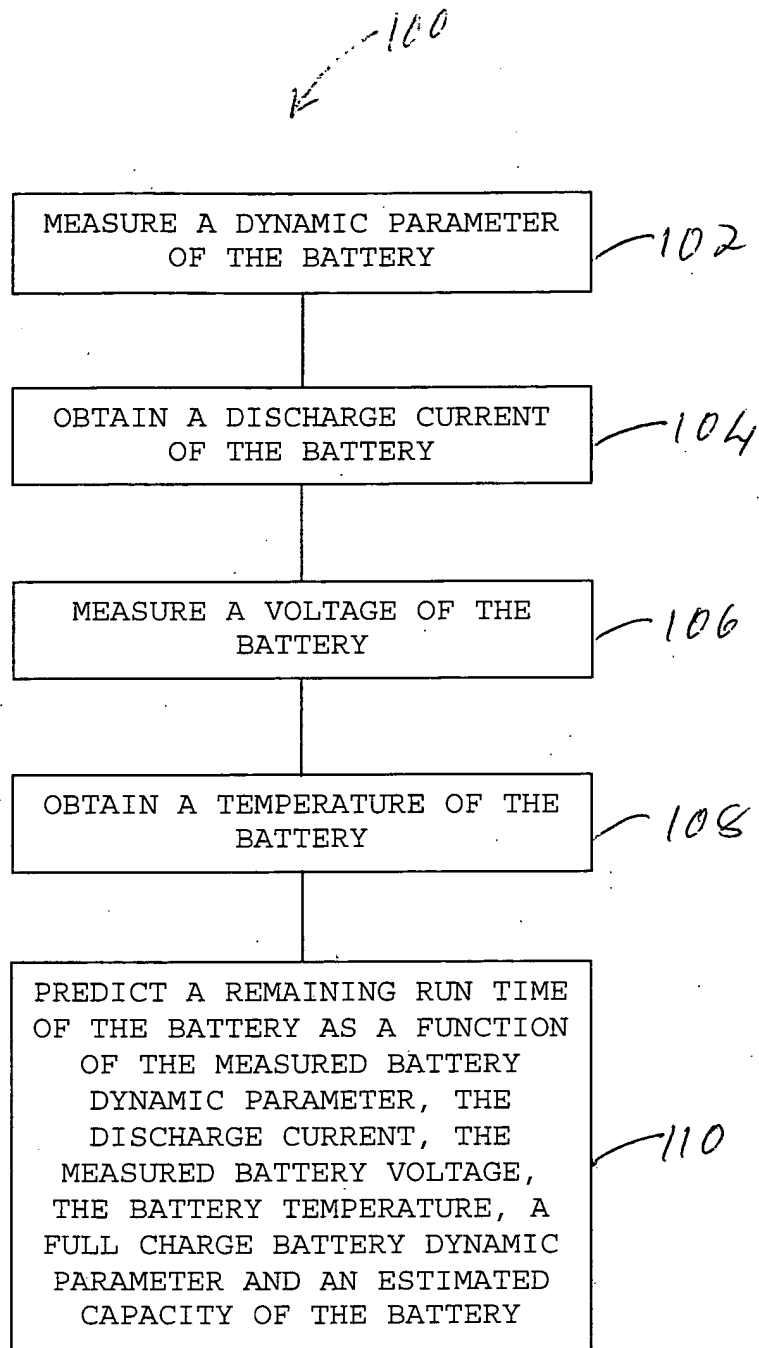 100
MEASURE A DYNAMIC PARAMETER
OF THE BATTERY
102
OBTAIN A DISCHARGE CURRENT
OF THE BATTERY
104
MEASURE A VOLTAGE OF THE
BATTERY
106
OBTAIN A TEMPERATURE OF THE
BATTERY
108
PREDICT A REMAINING RUN TIME
OF THE BATTERY AS A FUNCTION
OF THE MEASURED BATTERY
DYNAMIC PARAMETER, THE
DISCHARGE CURRENT, THE
MEASURED BATTERY VOLTAGE,
THE BATTERY TEMPERATURE, A
FULL CHARGE BATTERY DYNAMIC
PARAMETER AND AN ESTIMATED
CAPACITY OF THE BATTERY
110